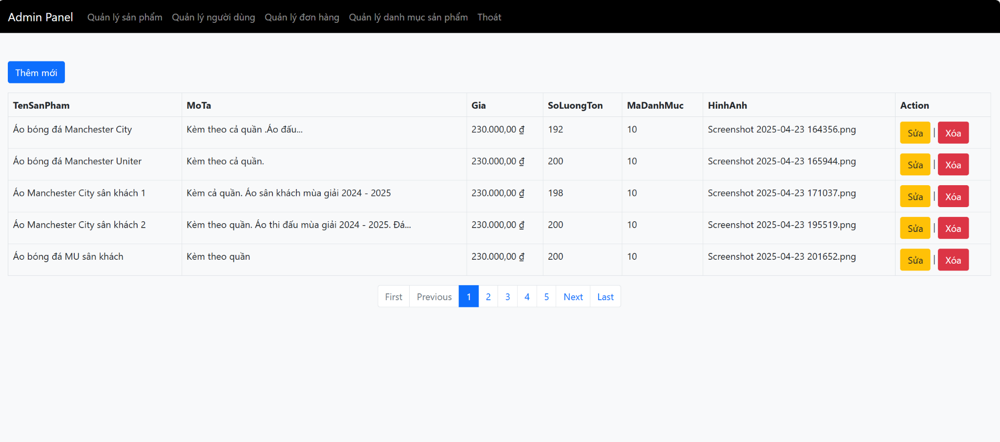 Admin Panel Quản lý sản phẩm Quản lý người dùng Quản lý đơn hàng Quản lý danh mục sản phẩm Thoát
Thêm mới
TenSanPham MoTa Gia SoLuongTon MaDanhMuc HinhAnh Action
Áo bóng đá Manchester City Kèm theo cả quần .Áo đấu... 230.000,00 ₫ 192 10 Screenshot 2025-04-23 164356.png Sửa | Xóa
Áo bóng đá Manchester Uniter Kèm theo cả quần. 230.000,00 ₫ 200 10 Screenshot 2025-04-23 165944.png Sửa | Xóa
Áo Manchester City sân khách 1 Kèm cả quần. Áo sân khách mùa giải 2024 - 2025 230.000,00 ₫ 198 10 Screenshot 2025-04-23 171037.png Sửa | Xóa
Áo Manchester City sân khách 2 Kèm theo quần. Áo thi đấu mùa giải 2024 - 2025. Đá... 230.000,00 ₫ 200 10 Screenshot 2025-04-23 195519.png Sửa | Xóa
Áo bóng đá MU sân khách Kèm theo quần 230.000,00 ₫ 200 10 Screenshot 2025-04-23 201652.png Sửa | Xóa
First Previous 1 2 3 4 5 Next Last